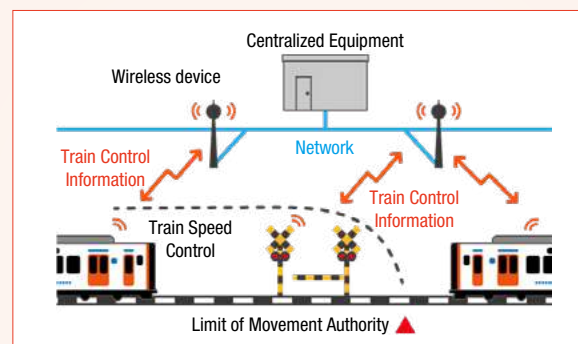 Centralized Equipment
Wireless device
Network
Train Control
Information
Train Control
Information
Train Speed
Control
Limit of Movement Authority